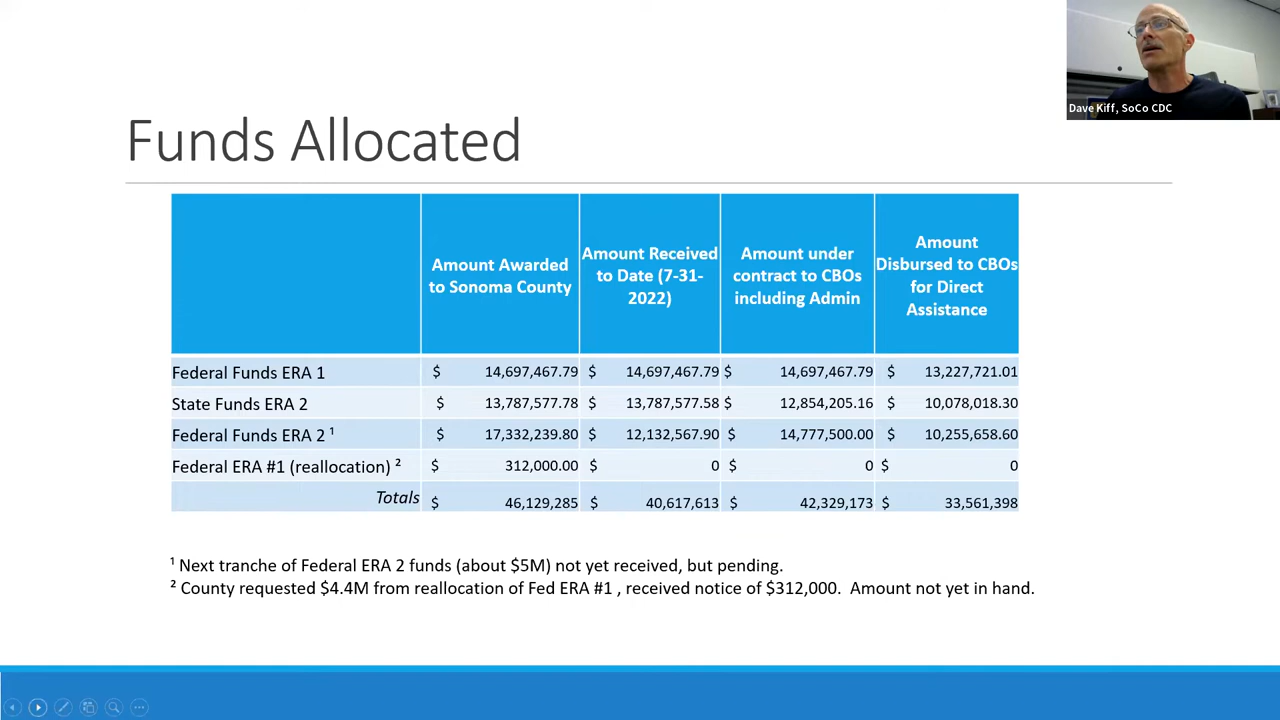 Dave Kiff, SoCo CDC
Funds Allocated
Amount Awarded
to Sonoma County
Amount Received
to Date (7-31-
2022)
Amount under
contract to CBOs
including Admin
Amount
Disbursed to CBOs
for Direct
Assistance
Federal Funds ERA 1 $ 14,697,467.79 $ 14,697,467.79 $ 14,697,467.79 $ 13,227,721.01
State Funds ERA 2 $ 13,787,577.78 $ 13,787,577.58 $ 12,854,205.16 $ 10,078,018.30
Federal Funds ERA 2 ¹ $ 17,332,239.80 $ 12,132,567.90 $ 14,777,500.00 $ 10,255,658.60
Federal ERA #1 (reallocation) ² $ 312,000.00 $ 0 $ 0 $ 0
Totals $ 46,129,285 $ 40,617,613 $ 42,329,173 $ 33,561,398
¹ Next tranche of Federal ERA 2 funds (about $5M) not yet received, but pending.
² County requested $4.4M from reallocation of Fed ERA #1 , received notice of $312,000. Amount not yet in hand.